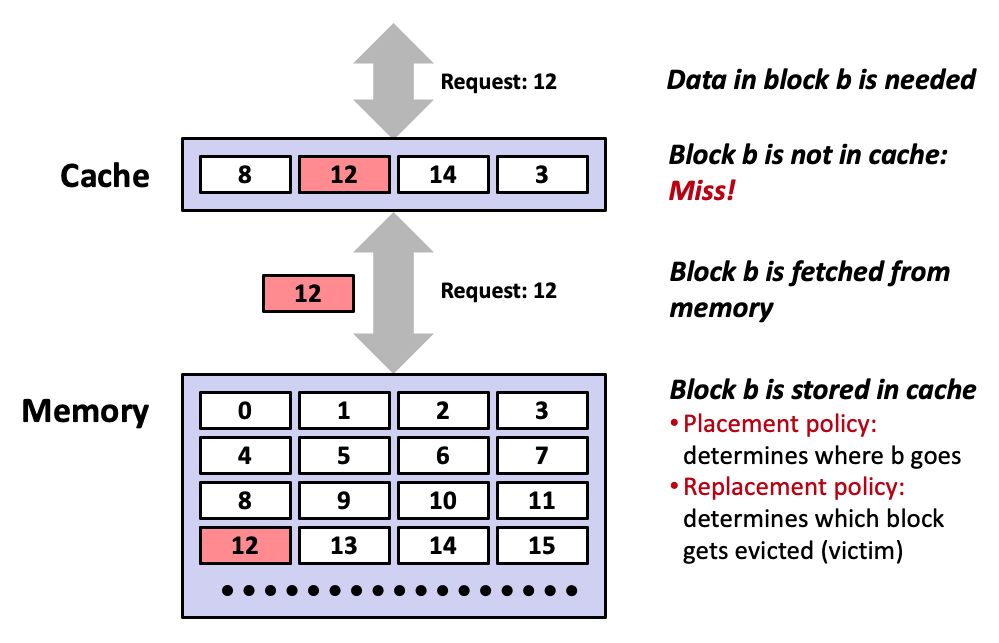 Request: 12
Data in block b is needed
Cache
8 12 14 3
Block b is not in cache:
Miss!
12
Request: 12
Block b is fetched from
memory
Memory
0 1 2 3
4 5 6 7
8 9 10 11
12 13 14 15
Block b is stored in cache
•Placement policy:
determines where b goes
•Replacement policy:
determines which block
gets evicted (victim)